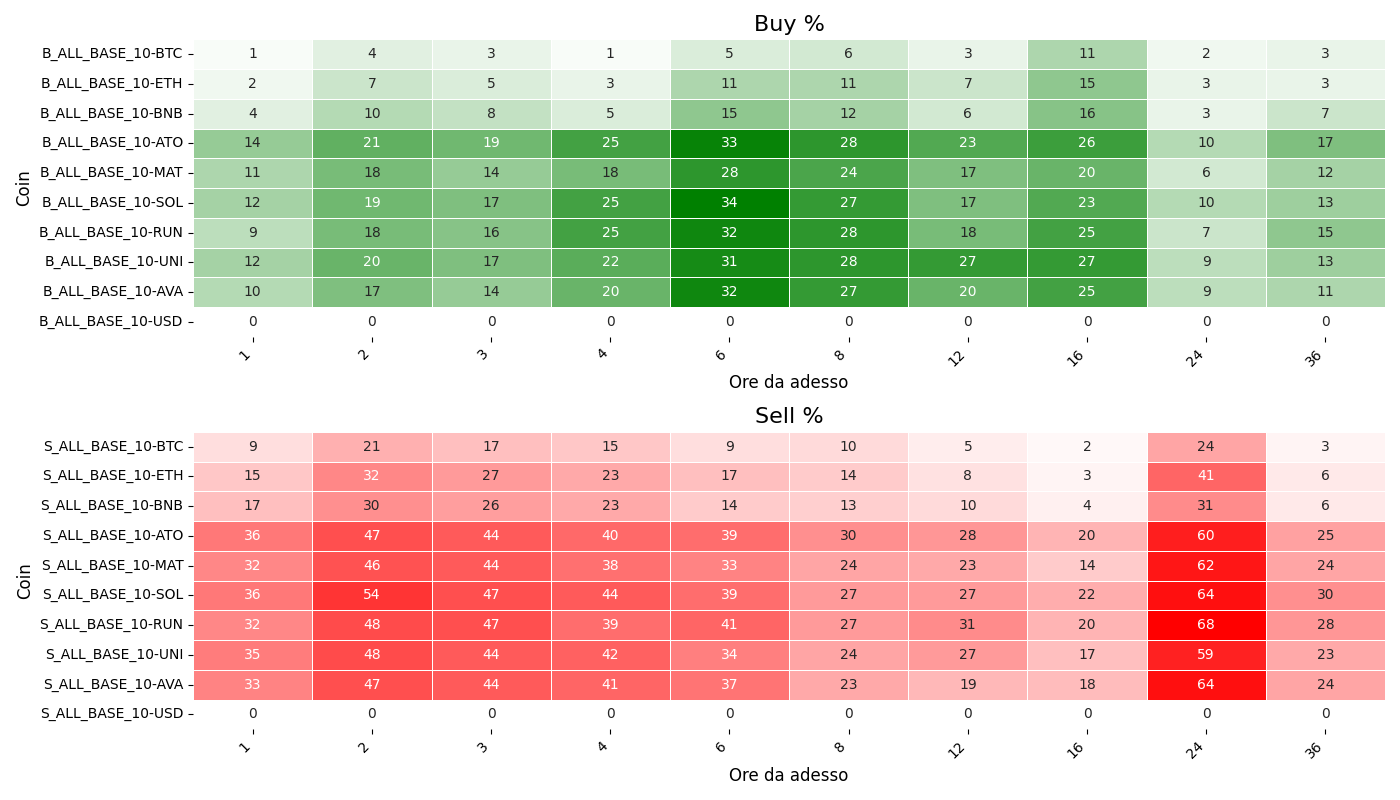 Buy %
Coin
B_ALL_BASE_10-BTC 1 4 3 1 5 6 3 11 2 3
B_ALL_BASE_10-ETH 2 7 5 3 11 11 7 15 3 3
B_ALL_BASE_10-BNB 4 10 8 5 15 12 6 16 3 7
B_ALL_BASE_10-ATO 14 21 19 25 33 28 23 26 10 17
B_ALL_BASE_10-MAT 11 18 14 18 28 24 17 20 6 12
B_ALL_BASE_10-SOL 12 19 17 25 34 27 17 23 10 13
B_ALL_BASE_10-RUN 9 18 16 25 32 28 18 25 7 15
B_ALL_BASE_10-UNI 12 20 17 22 31 28 27 27 9 13
B_ALL_BASE_10-AVA 10 17 14 20 32 27 20 25 9 11
B_ALL_BASE_10-USD 0 0 0 0 0 0 0 0 0 0
1 2 3 4 6 8 12 16 24 36
Ore da adesso
Sell %
Coin
S_ALL_BASE_10-BTC 9 21 17 15 9 10 5 2 24 3
S_ALL_BASE_10-ETH 15 32 27 23 17 14 8 3 41 6
S_ALL_BASE_10-BNB 17 30 26 23 14 13 10 4 31 6
S_ALL_BASE_10-ATO 36 47 44 40 39 30 28 20 60 25
S_ALL_BASE_10-MAT 32 46 44 38 33 24 23 14 62 24
S_ALL_BASE_10-SOL 36 54 47 44 39 27 27 22 64 30
S_ALL_BASE_10-RUN 32 48 47 39 41 27 31 20 68 28
S_ALL_BASE_10-UNI 35 48 44 42 34 24 27 17 59 23
S_ALL_BASE_10-AVA 33 47 44 41 37 23 19 18 64 24
S_ALL_BASE_10-USD 0 0 0 0 0 0 0 0 0 0
1 2 3 4 6 8 12 16 24 36
Ore da adesso